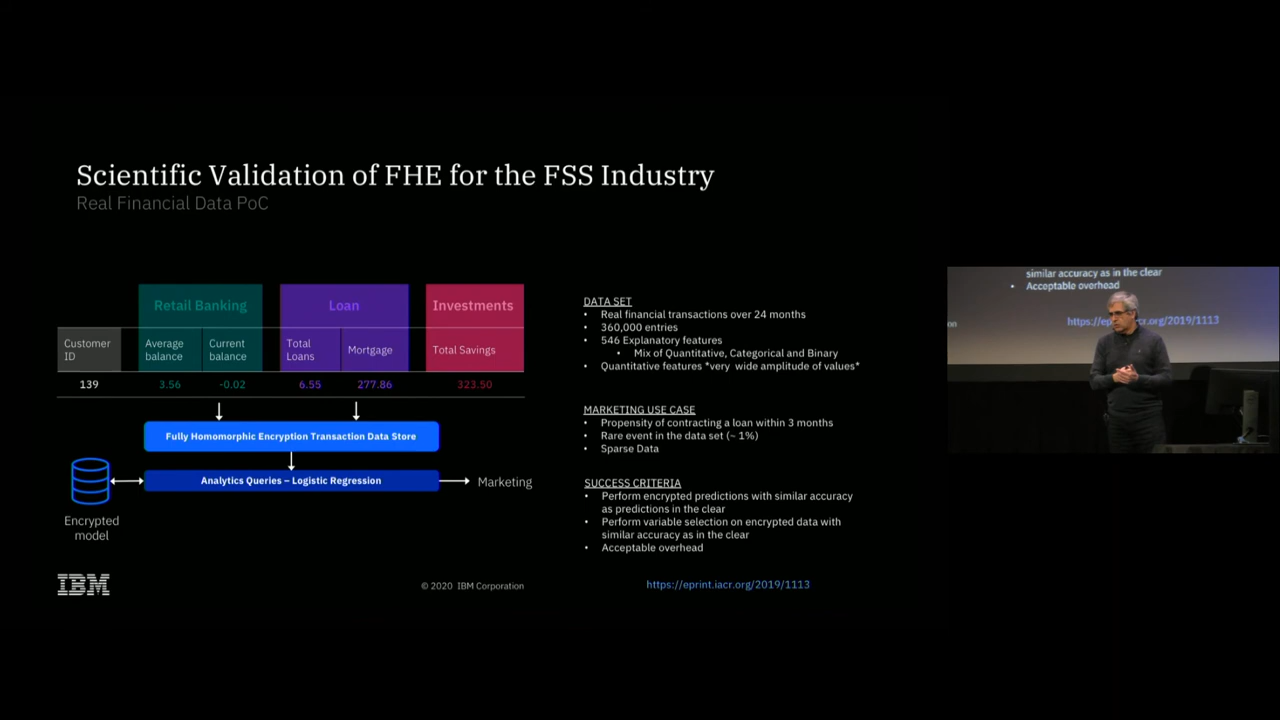 Scientific Validation of FHE for the FSS Industry
Real Financial Data PoC
Retail Banking
Loan
Investments
Customer
ID
Average
balance
Current
balance
Total
Loans
Mortgage
Total Savings
139
3.56
-0.02
6.55
277.86
323.50
Fully Homomorphic Encryption Transaction Data Store
Analytics Queries – Logistic Regression
Marketing
Encrypted
model
IBM
© 2020 IBM Corporation
DATA SET
• Real financial transactions over 24 months
• 360,000 entries
• 546 Explanatory features
• Mix of Quantitative, Categorical and Binary
• Quantitative features *very wide amplitude of values*
MARKETING USE CASE
• Propensity of contracting a loan within 3 months
• Rare event in the data set (~ 1%)
• Sparse Data
SUCCESS CRITERIA
• Perform encrypted predictions with similar accuracy
as predictions in the clear
• Perform variable selection on encrypted data with
similar accuracy as in the clear
• Acceptable overhead
https://eprint.iacr.org/2019/1113
similar accuracy as in the clear
• Acceptable overhead